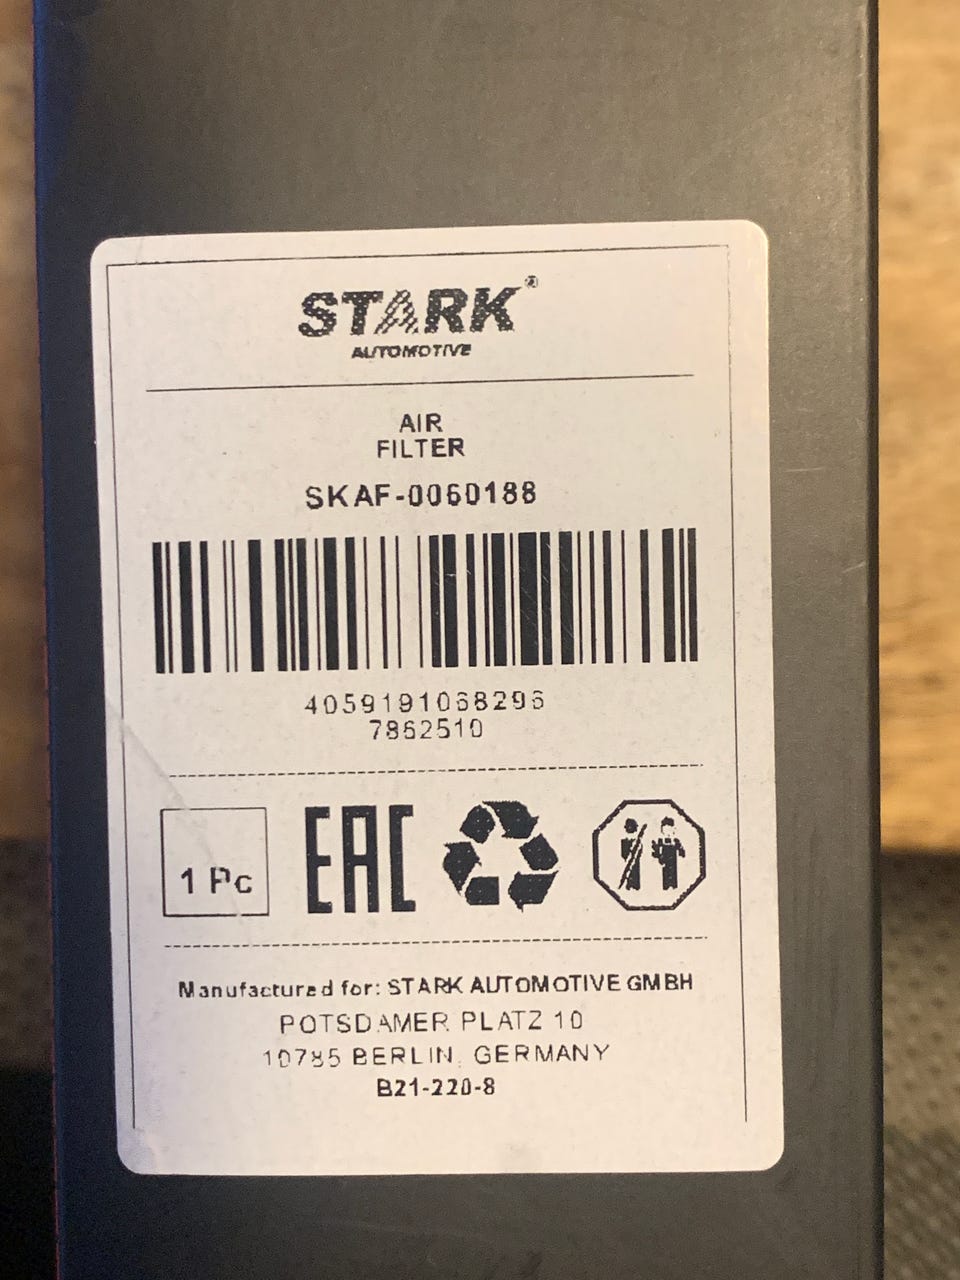 STARK®
AUTOMOTIVE
AIR
FILTER
SKAF-0060188
4059191068296
7862510
1 Pc
EAC
Manufactured for: STARK AUTOMOTIVE GMBH
POTSDAMER PLATZ 10
10785 BERLIN, GERMANY
B21-220-8